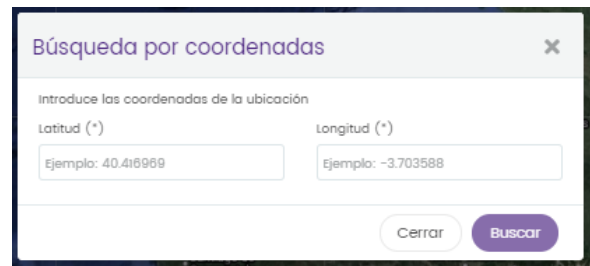 Búsqueda por coordenadas
Introduce las coordenadas de la ubicación
Latitud (*) Longitud (*)
Ejemplo: 40.416969 Ejemplo: -3.703588
Cerrar Buscar